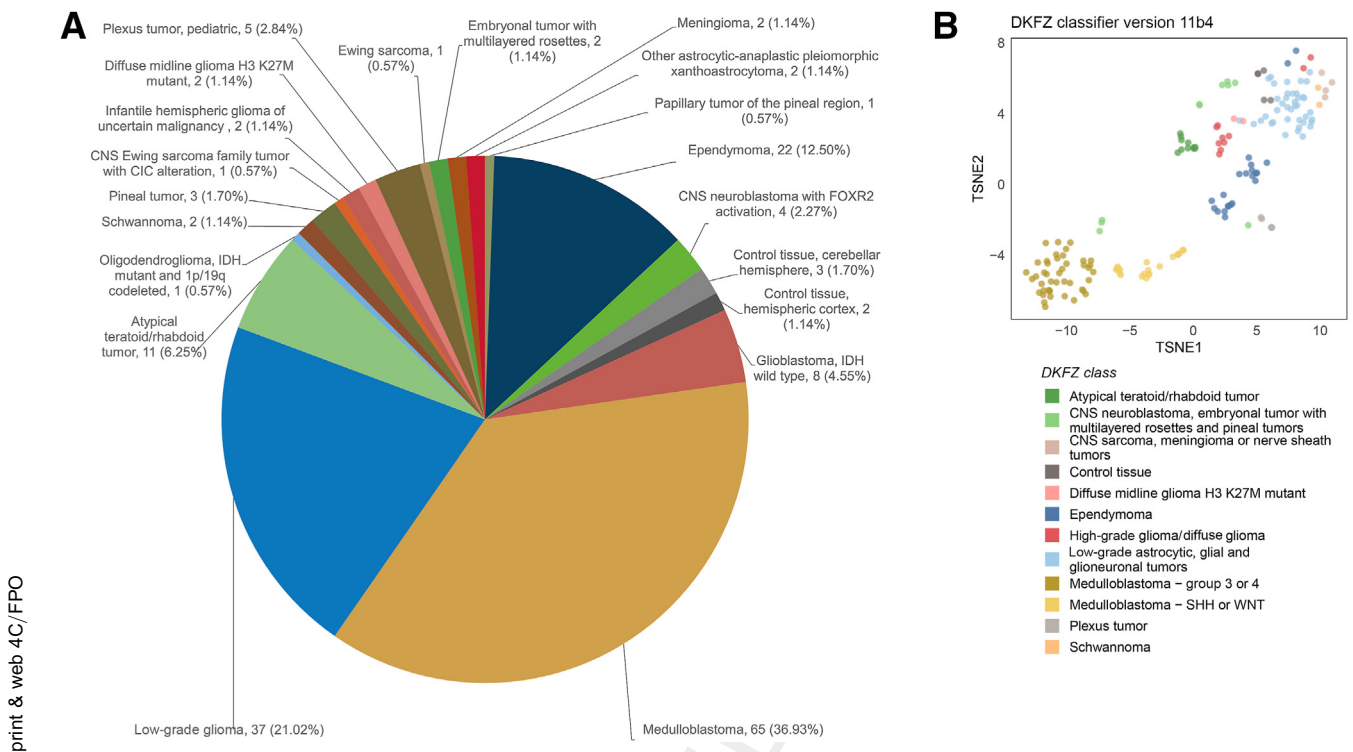 A
Plexus tumor, pediatric, 5 (2.84%)
Diffuse midline glioma H3 K27M
mutant, 2 (1.14%)
Infantile hemispheric glioma of
uncertain malignancy , 2 (1.14%)
CNS Ewing sarcoma family tumor
with CIC alteration, 1 (0.57%)
Pineal tumor, 3 (1.70%)
Schwannoma, 2 (1.14%)
Oligodendroglioma, IDH
mutant and 1p/19q
codeleted, 1 (0.57%)
Atypical
teratoid/rhabdoid
tumor, 11 (6.25%)
Low-grade glioma, 37 (21.02%)
Ewing sarcoma, 1
(0.57%)
Embryonal tumor with
multilayered rosettes, 2
(1.14%)
Meningioma, 2 (1.14%)
Other astrocytic-anaplastic pleiomorphic
xanthoastrocytoma, 2 (1.14%)
Papillary tumor of the pineal region, 1
(0.57%)
Ependymoma, 22 (12.50%)
CNS neuroblastoma with FOXR2
activation, 4 (2.27%)
Control tissue, cerebellar
hemisphere, 3 (1.70%)
Control tissue,
hemispheric cortex, 2
(1.14%)
Glioblastoma, IDH
wild type, 8 (4.55%)
Medulloblastoma, 65 (36.93%)
print & web 4C/FPO
B
DKFZ classifier version 11b4
8
4
0
−4
TSNE2
−10
−5
0
5
10
TSNE1
DKFZ class
Atypical teratoid/rhabdoid tumor
CNS neuroblastoma, embryonal tumor with
multilayered rosettes and pineal tumors
CNS sarcoma, meningioma or nerve sheath
tumors
Control tissue
Diffuse midline glioma H3 K27M mutant
Ependymoma
High-grade glioma/diffuse glioma
Low-grade astrocytic, glial and
glioneuronal tumors
Medulloblastoma − group 3 or 4
Medulloblastoma − SHH or WNT
Plexus tumor
Schwannoma